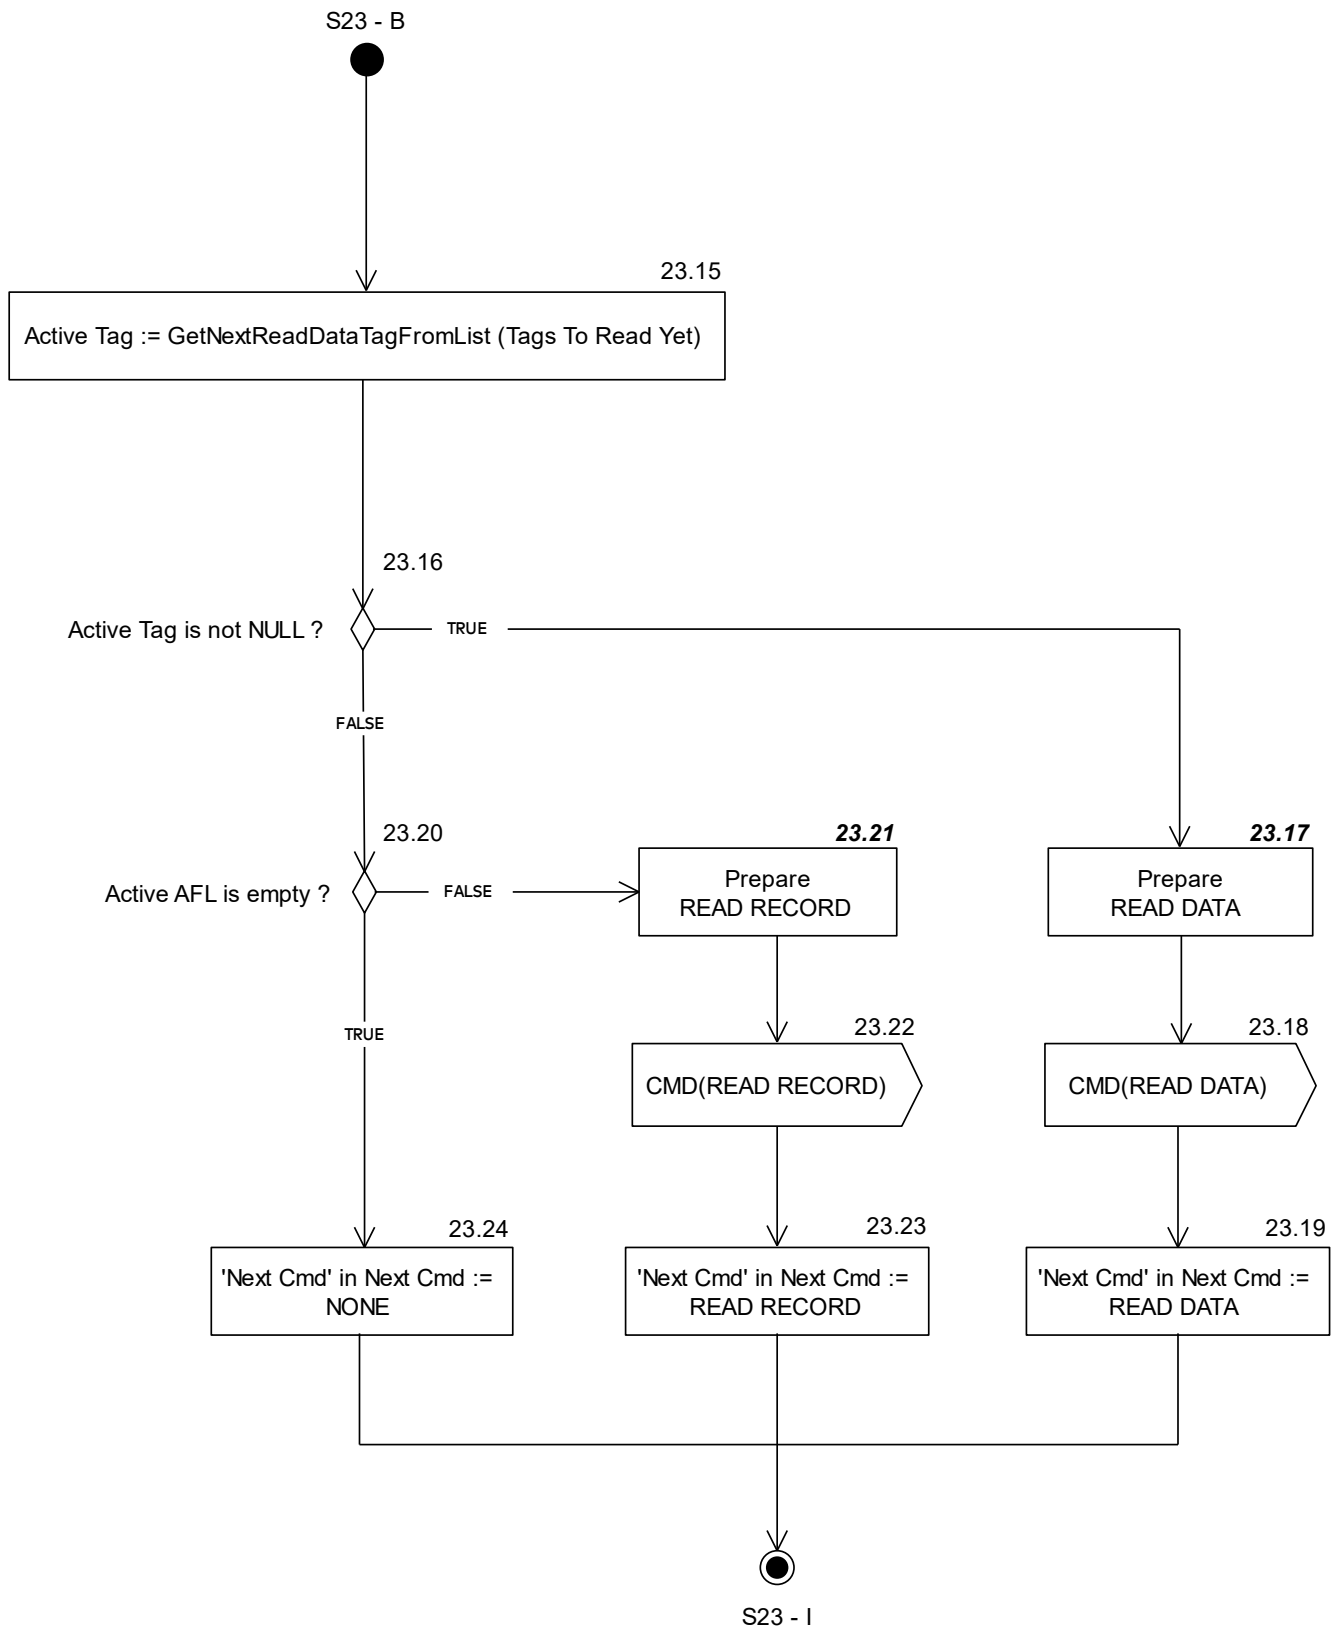 S23 - B
23.15
Active Tag := GetNextReadDataTagFromList (Tags To Read Yet)
23.16
Active Tag is not NULL ?
TRUE
FALSE
23.20
23.21
23.17
Active AFL is empty ?
FALSE
Prepare
READ RECORD
Prepare
READ DATA
TRUE
23.22
23.18
CMD(READ RECORD)
CMD(READ DATA)
23.24
23.23
23.19
'Next Cmd' in Next Cmd :=
NONE
'Next Cmd' in Next Cmd :=
READ RECORD
'Next Cmd' in Next Cmd :=
READ DATA
S23 - I